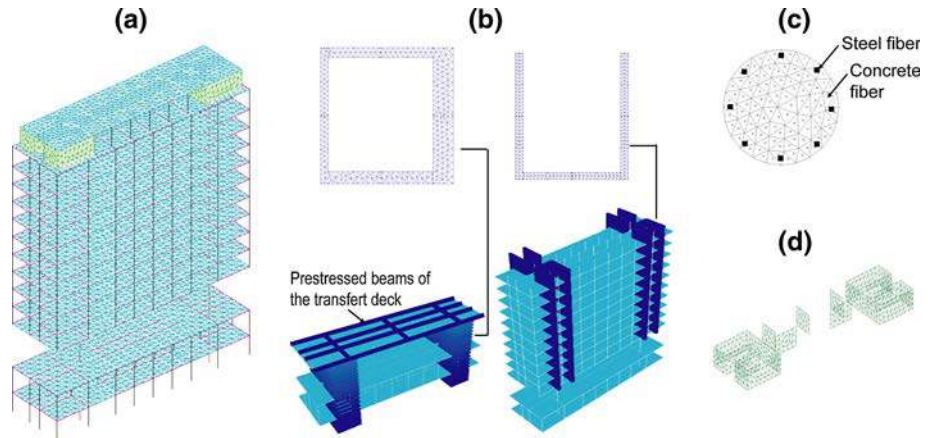 (a)
(b)
(c)
Steel fiber
Concrete
fiber
Prestressed beams of
the transfert deck
(d)